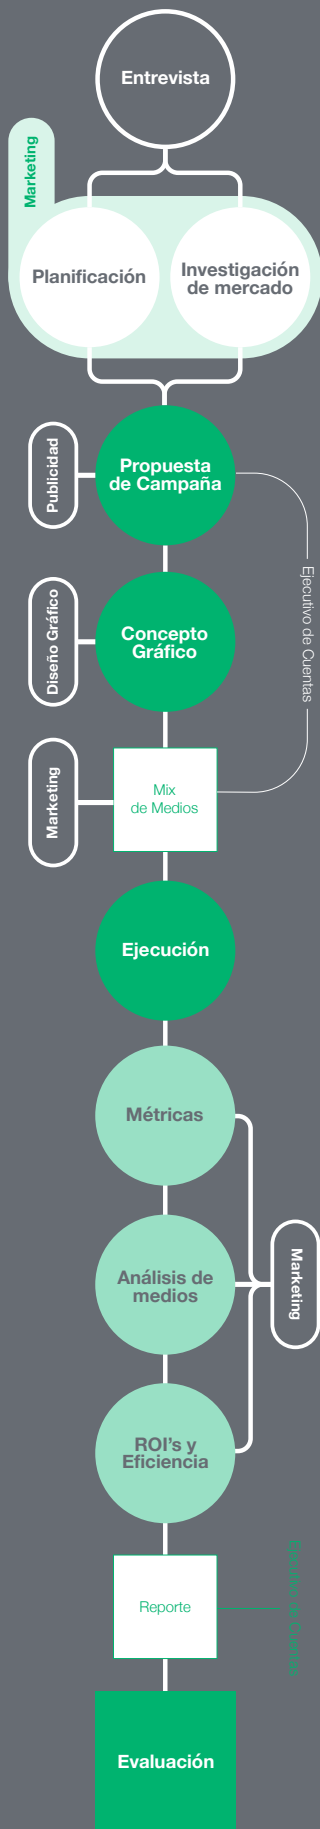 Entrevista
Marketing
Planificación
Investigación
de mercado
Propuesta
de Campaña
Publicidad
Ejecutivo de Cuentas
Concepto
Gráfico
Diseño Gráfico
Mix
de Medios
Marketing
Ejecución
Métricas
Análisis de
medios
Marketing
ROI's y
Eficiencia
Reporte
Ejecutivo de Cuentas
Evaluación